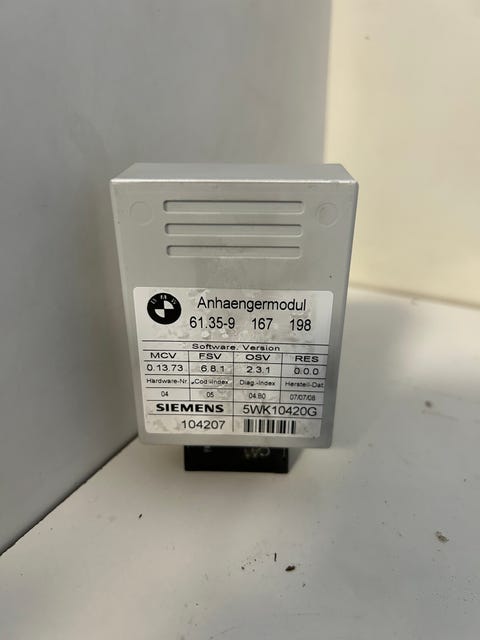 BMW
Anhaengermodul
61.35-9 167 198
Software. Version
MCV FSV OSV RES
0.13.73 6.8.1 2.3.1 0.0.0
Hardware-Nr. Cod.-Index Diag.-Index Herstell-Dat.
04 05 04.80 07/07/08
SIEMENS 5WK10420G
104207